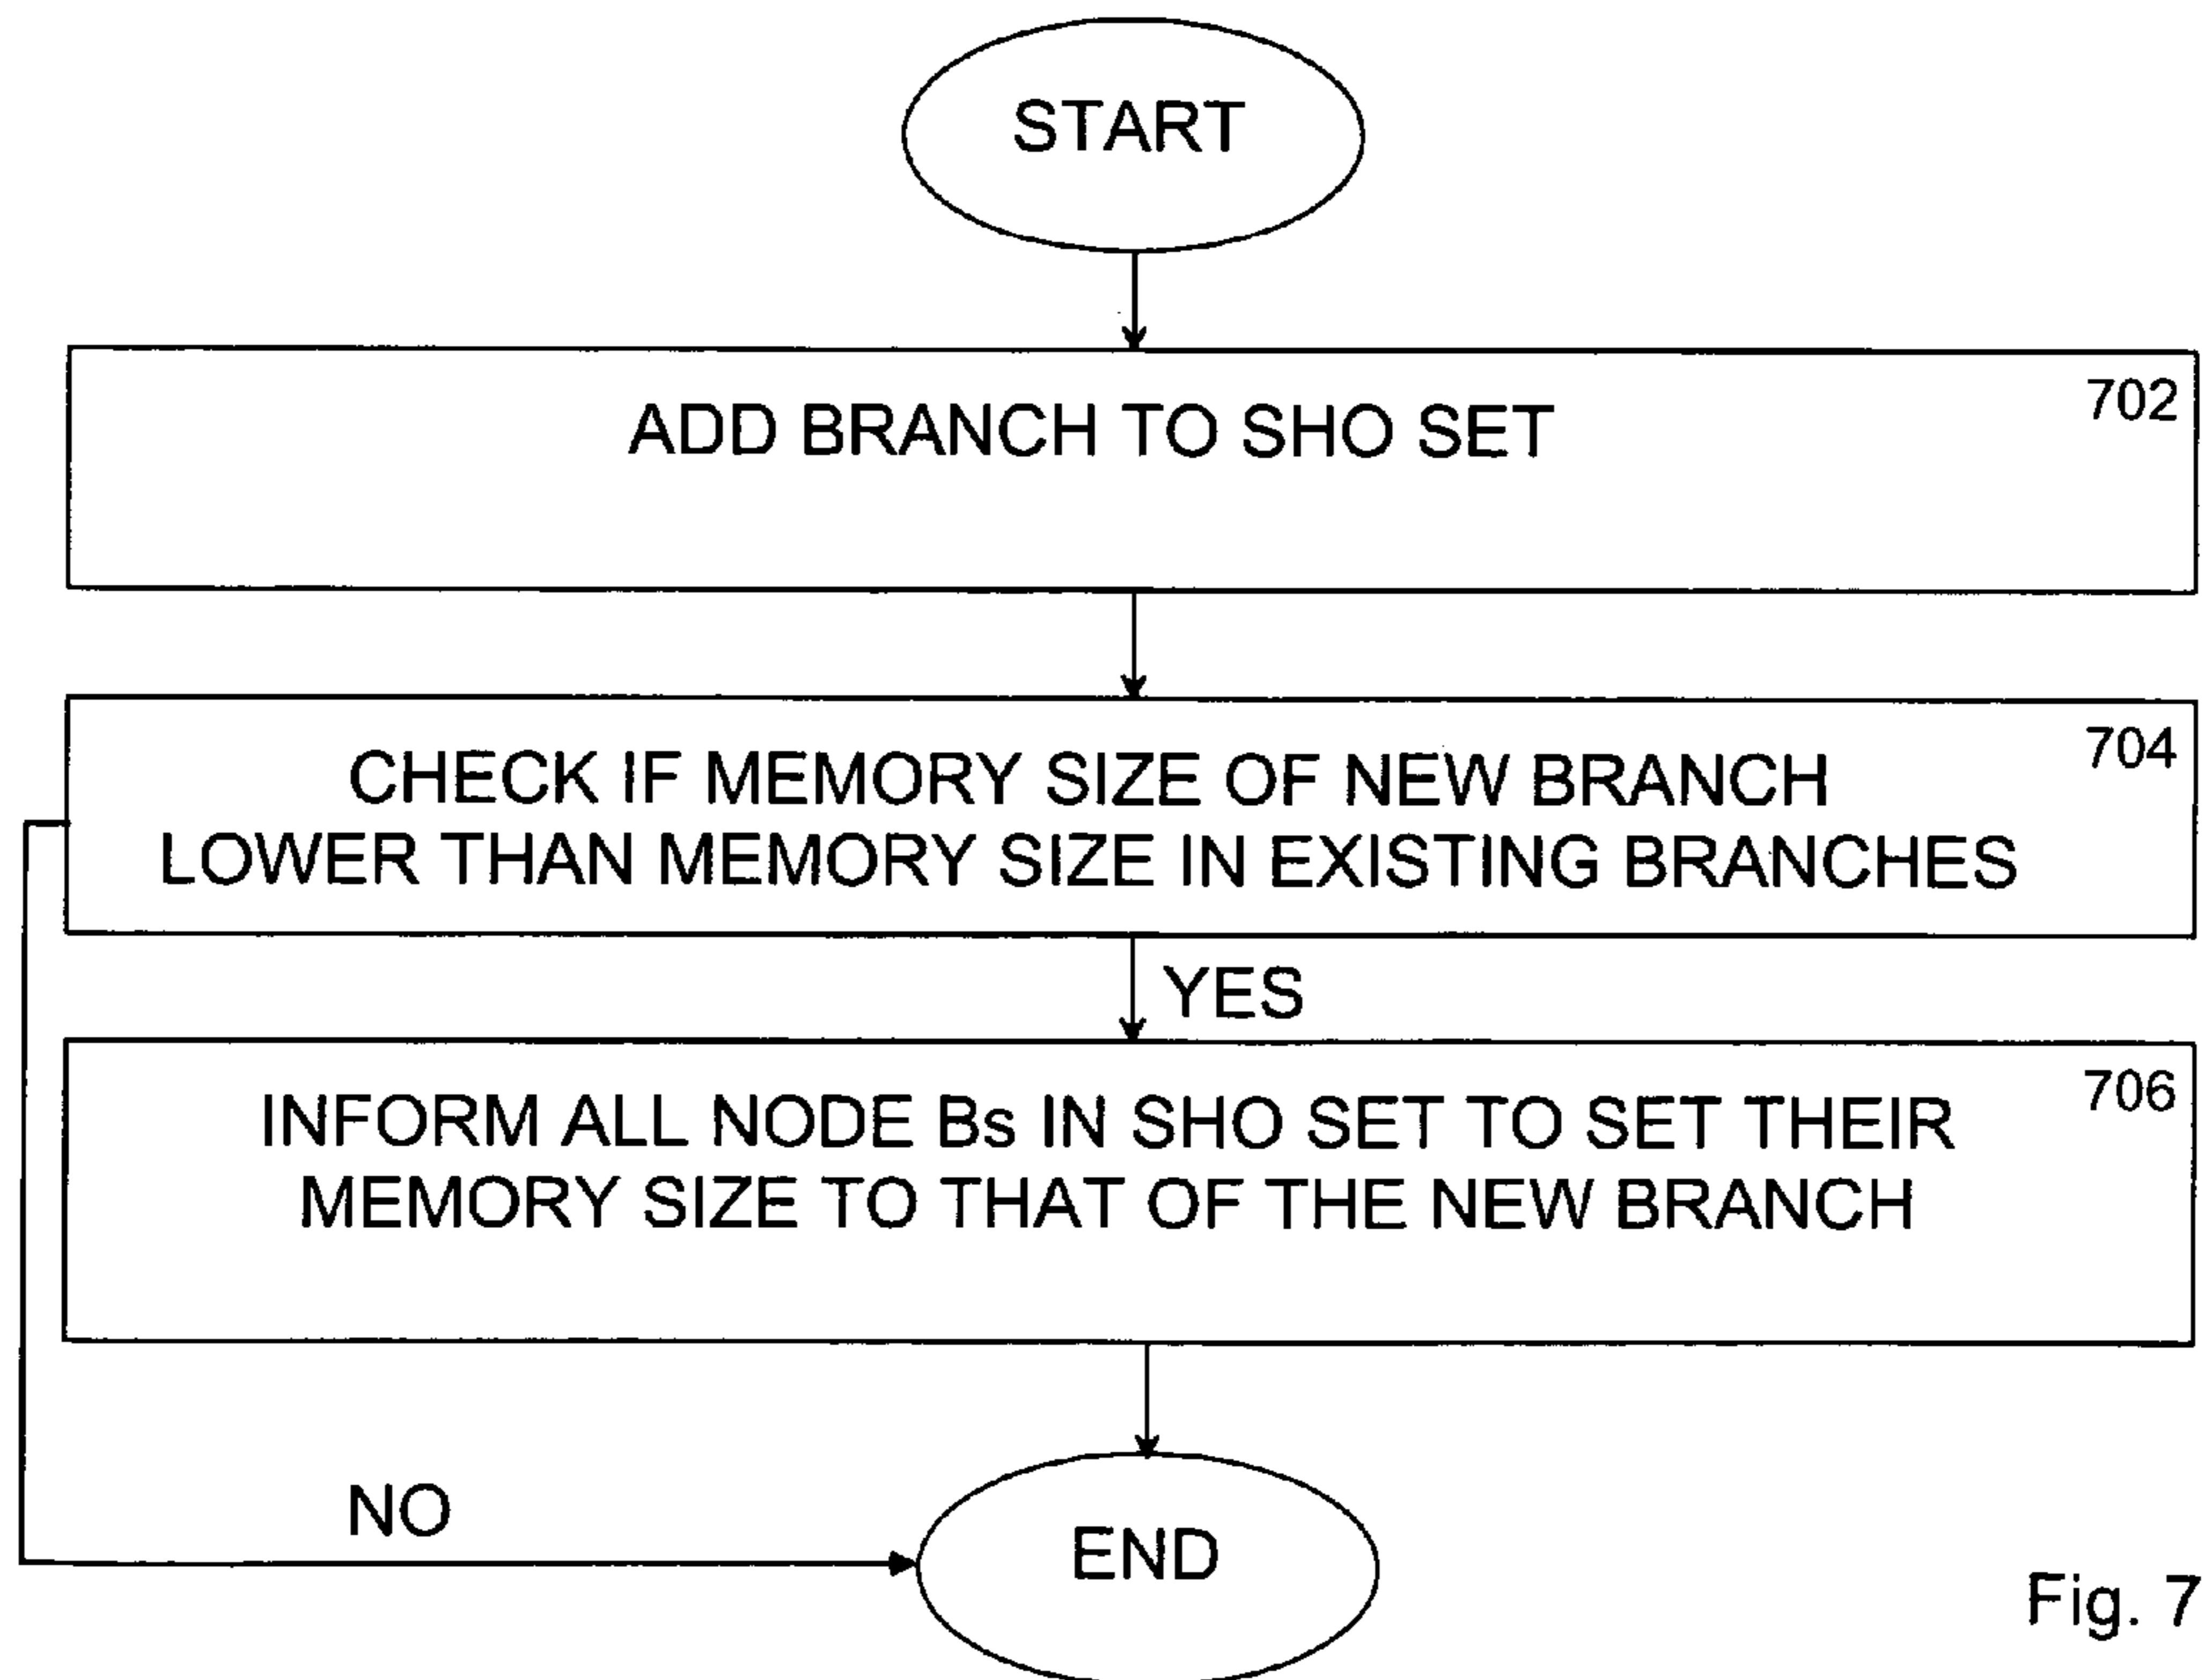 START
702
ADD BRANCH TO SHO SET
704
CHECK IF MEMORY SIZE OF NEW BRANCH
LOWER THAN MEMORY SIZE IN EXISTING BRANCHES
YES
706
INFORM ALL NODE Bs IN SHO SET TO SET THEIR
MEMORY SIZE TO THAT OF THE NEW BRANCH
NO
END
Fig. 7